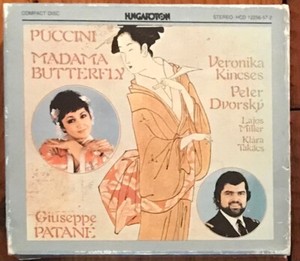 COMPACT DISC
HUNGAROTON
STEREO HCD 12256-57-2
PUCCINI
MADAMA
BUTTERFLY
Veronika
Kincses
Peter
Dvorský
Lajos
Miller
Klára
Takács
Giuseppe
PATANÉ